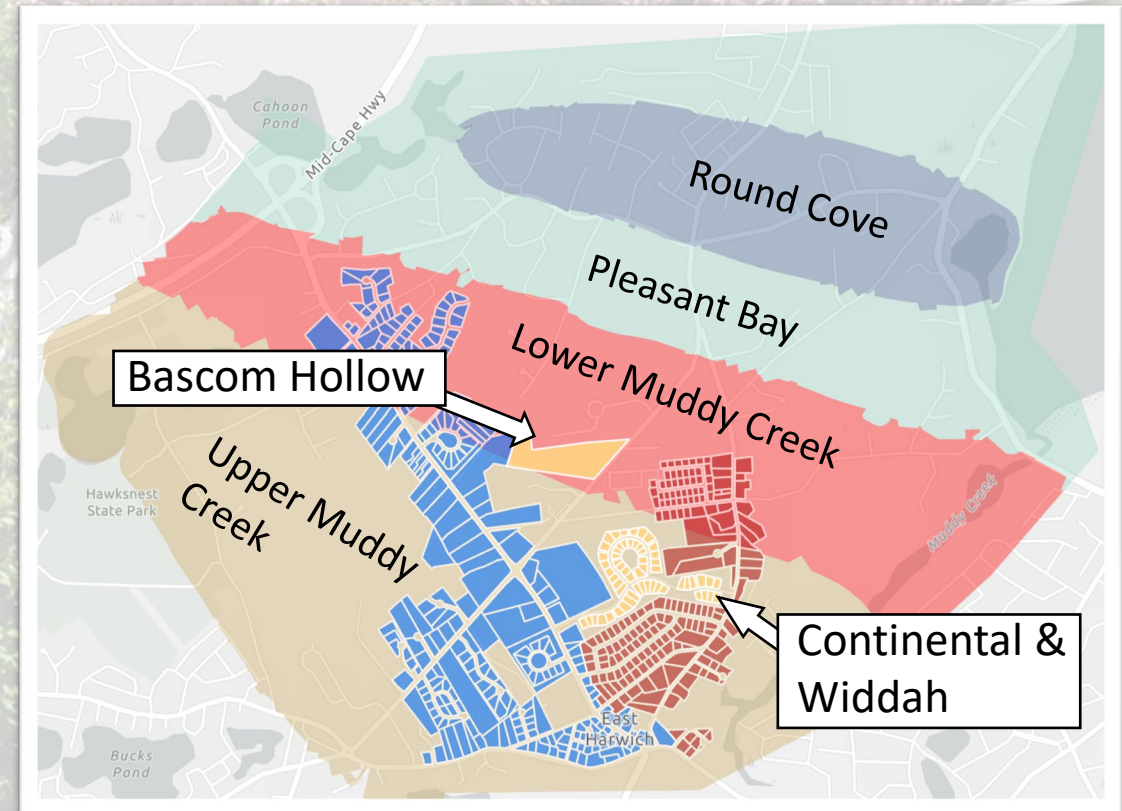 Cahoon
Pond
Mid-Cape Hwy
Round Cove
Pleasant Bay
Lower Muddy Creek
Bascom Hollow
Upper Muddy
Creek
Hawksnest
State Park
Muddy Creek
Continental &
Widdah
East
Harwich
Bucks
Pond